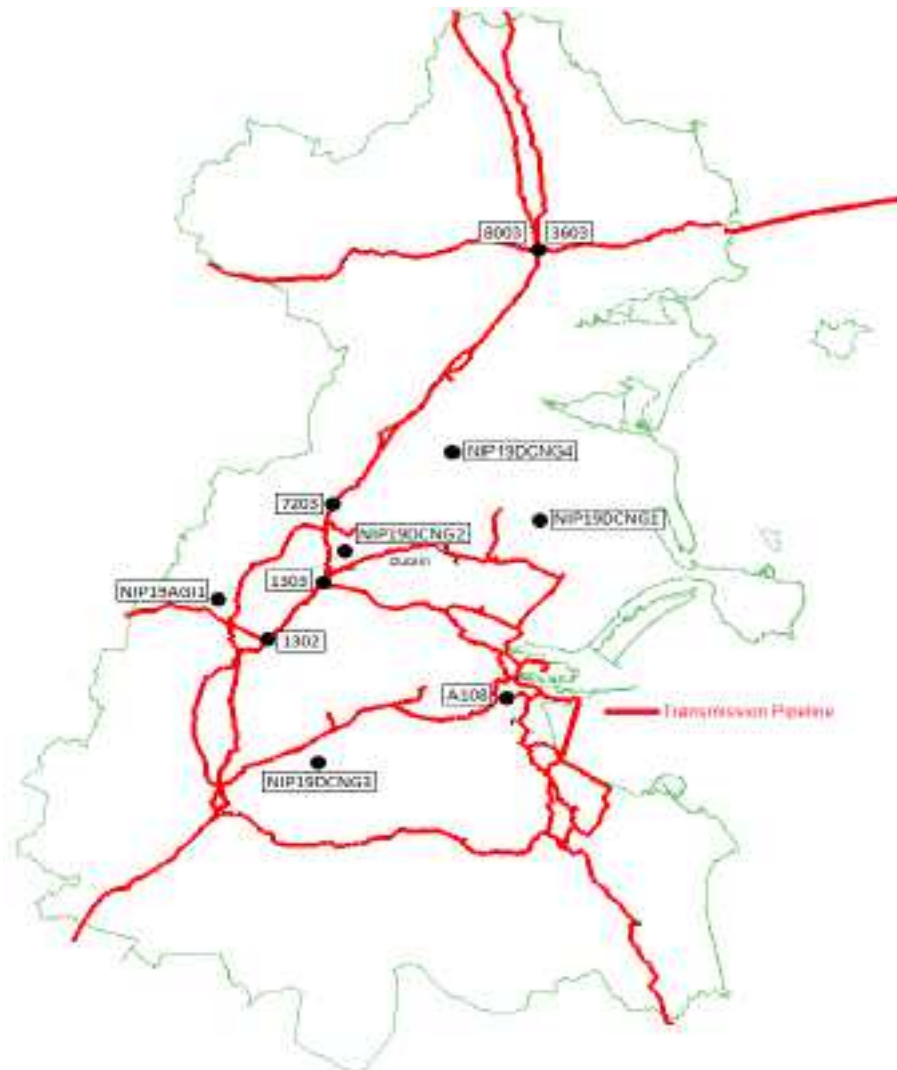 8003 3603
NIP19DCNG4
7203
NIP19DCNG1
NIP19DCNG2
Dublin
1303
NIP19AGI1
1302
A108
Transmission Pipeline
NIP19DCNG3